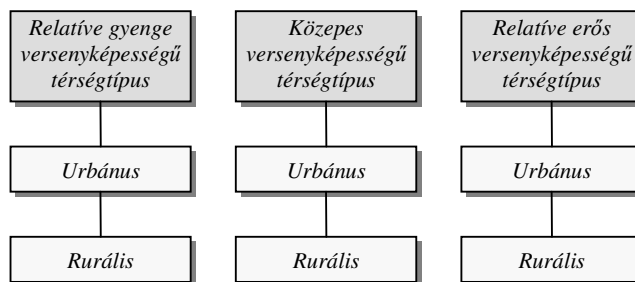 Relatíve gyenge
versenyképességű
térségtípus
Közepes
versenyképességű
térségtípus
Relatíve erős
versenyképességű
térségtípus
Urbánus
Urbánus
Urbánus
Rurális
Rurális
Rurális